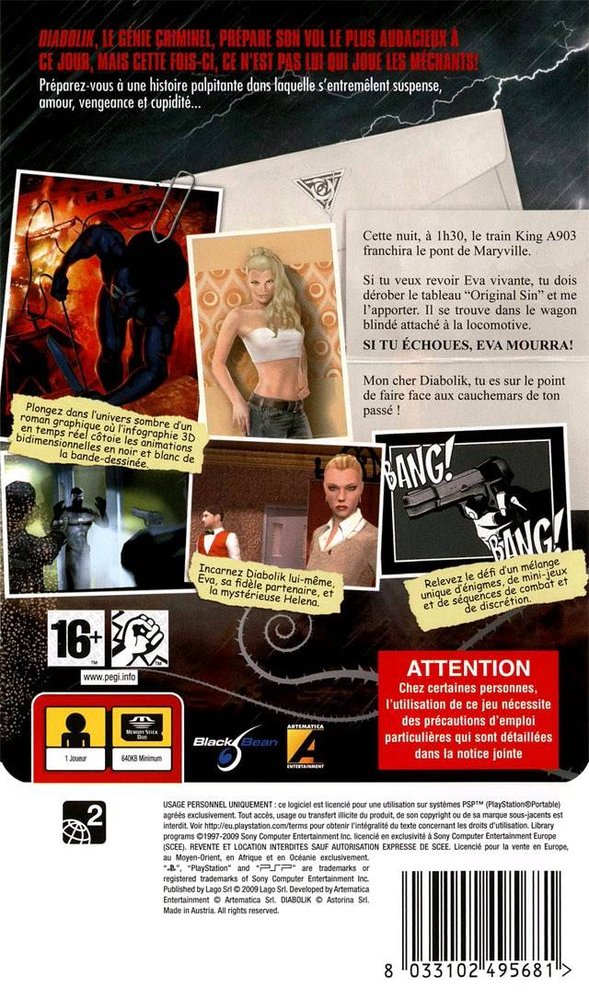 DIABOLIK, LE GÉNIE CRIMINEL, PRÉPARE SON VOL LE PLUS AUDACIEUX À
CE JOUR, MAIS CETTE FOIS-CI, CE N'EST PAS LUI QUI JOUE LES MÉCHANTS!
Préparez-vous à une histoire palpitante dans laquelle s'entremêlent suspense,
amour, vengeance et cupidité...
Cette nuit, à 1h30, le train King A903
franchira le pont de Maryville.
Si tu veux revoir Eva vivante, tu dois
dérober le tableau “Original Sin” et me
l'apporter. Il se trouve dans le wagon
blindé attaché à la locomotive.
SI TU ÉCHOUES, EVA MOURRA!
Mon cher Diabolik, tu es sur le point
de faire face aux cauchemars de ton
passé !
Plongez dans l'univers sombre d'un
roman graphique où l'infographie 3D
en temps réel côtoie les animations
bidimensionnelles en noir et blanc de
la bande-dessinée.
BANG!
BANG!
Incarnez Diabolik lui-même,
Eva, sa fidèle partenaire, et
la mystérieuse Helena.
Relevez le défi d'un mélange
unique d'énigmes, de mini-jeux
et de séquences de combat et
de discrétion.
16+
TM
TM
www.pegi.info
ATTENTION
Chez certaines personnes,
l'utilisation de ce jeu nécessite
des précautions d'emploi
particulières qui sont détaillées
dans la notice jointe
1 Joueur
MEMORY STICK
DUO
640KB Minimum
Black Bean
ARTEMATICA
ENTERTAINMENT
2
USAGE PERSONNEL UNIQUEMENT : ce logiciel est licencié pour une utilisation sur systèmes PSP™ (PlayStation®Portable)
agréés exclusivement. Tout accès, usage ou transfert illicite du produit, de son copyright ou de sa marque sous-jacents est
interdit. Voir http://eu.playstation.com/terms pour obtenir l'intégralité du texte concernant les droits d'utilisation. Library
programs ©1997-2009 Sony Computer Entertainment Inc. licencié en exclusivité à Sony Computer Entertainment Europe
(SCEE). REVENTE ET LOCATION INTERDITES SAUF AUTORISATION EXPRESSE DE SCEE. Licencié pour la vente en Europe,
au Moyen-Orient, en Afrique et en Océanie exclusivement.
“ ”, “PlayStation” and “PSP” are trademarks or
registered trademarks of Sony Computer Entertainment Inc.
Published by Lago Srl © 2009 Lago Srl. Developed by Artematica
Entertainment © Artematica Srl. DIABOLIK © Astorina Srl.
Made in Austria. All rights reserved.
8 033102 495681 >